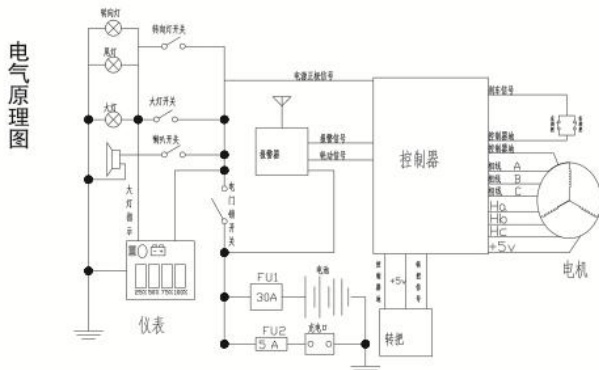 电气原理图
转向灯
转向灯开关
尾灯
大灯
大灯开关
喇叭开关
大灯指示
电门锁开关
仪表
25% 50% 75% 100%
报警器
报警信号
轮动信号
电源正极信号
控制器
刹车信号
控制器地
控制器地
相线 A
相线 B
相线 C
Ha
Hb
Hc
+5v
电机
FU1
30A
电池
FU2
5 A
充电口
控制器地
+5v
转把